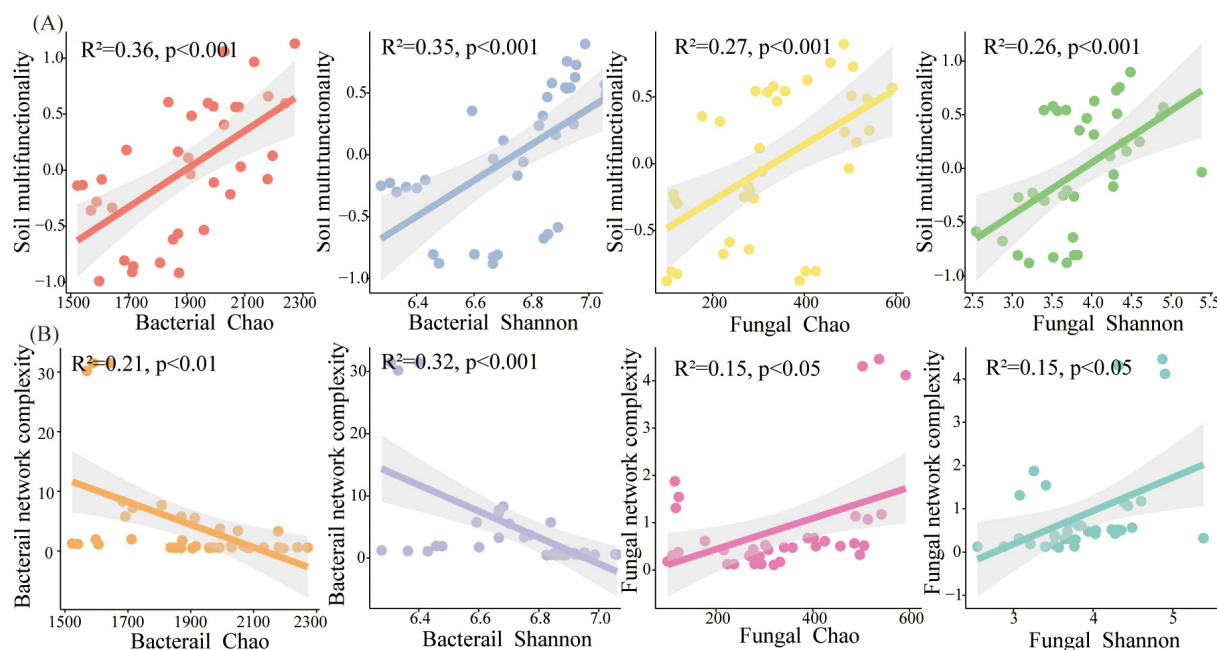 (A)
R²=0.36, p<0.001
Soil multifunctionality
1.0
0.5
0.0
−0.5
−1.0
1500 1700 1900 2100 2300
Bacterial Chao
R²=0.35, p<0.001
Soil multifunctionality
1.0
0.5
0.0
−0.5
−1.0
6.4 6.6 6.8 7.0
Bacterial Shannon
R²=0.27, p<0.001
Soil multifunctionality
0.5
0.0
−0.5
200 400 600
Fungal Chao
R²=0.26, p<0.001
Soil multifunctionality
1.0
0.5
0.0
−0.5
−1.0
2.5 3.0 3.5 4.0 4.5 5.0 5.5
Fungal Shannon
(B)
R²=0.21, p<0.01
Bacterail network complexity
30
20
10
0
1500 1700 1900 2100 2300
Bacterail Chao
R²=0.32, p<0.001
Bacterail network complexity
30
20
10
0
6.4 6.6 6.8 7.0
Bacterail Shannon
R²=0.15, p<0.05
Fungal network complexity
4
3
2
1
0
200 400 600
Fungal Chao
R²=0.15, p<0.05
Fungal network complexity
4
2
1
0
−1
3 4 5
Fungal Shannon